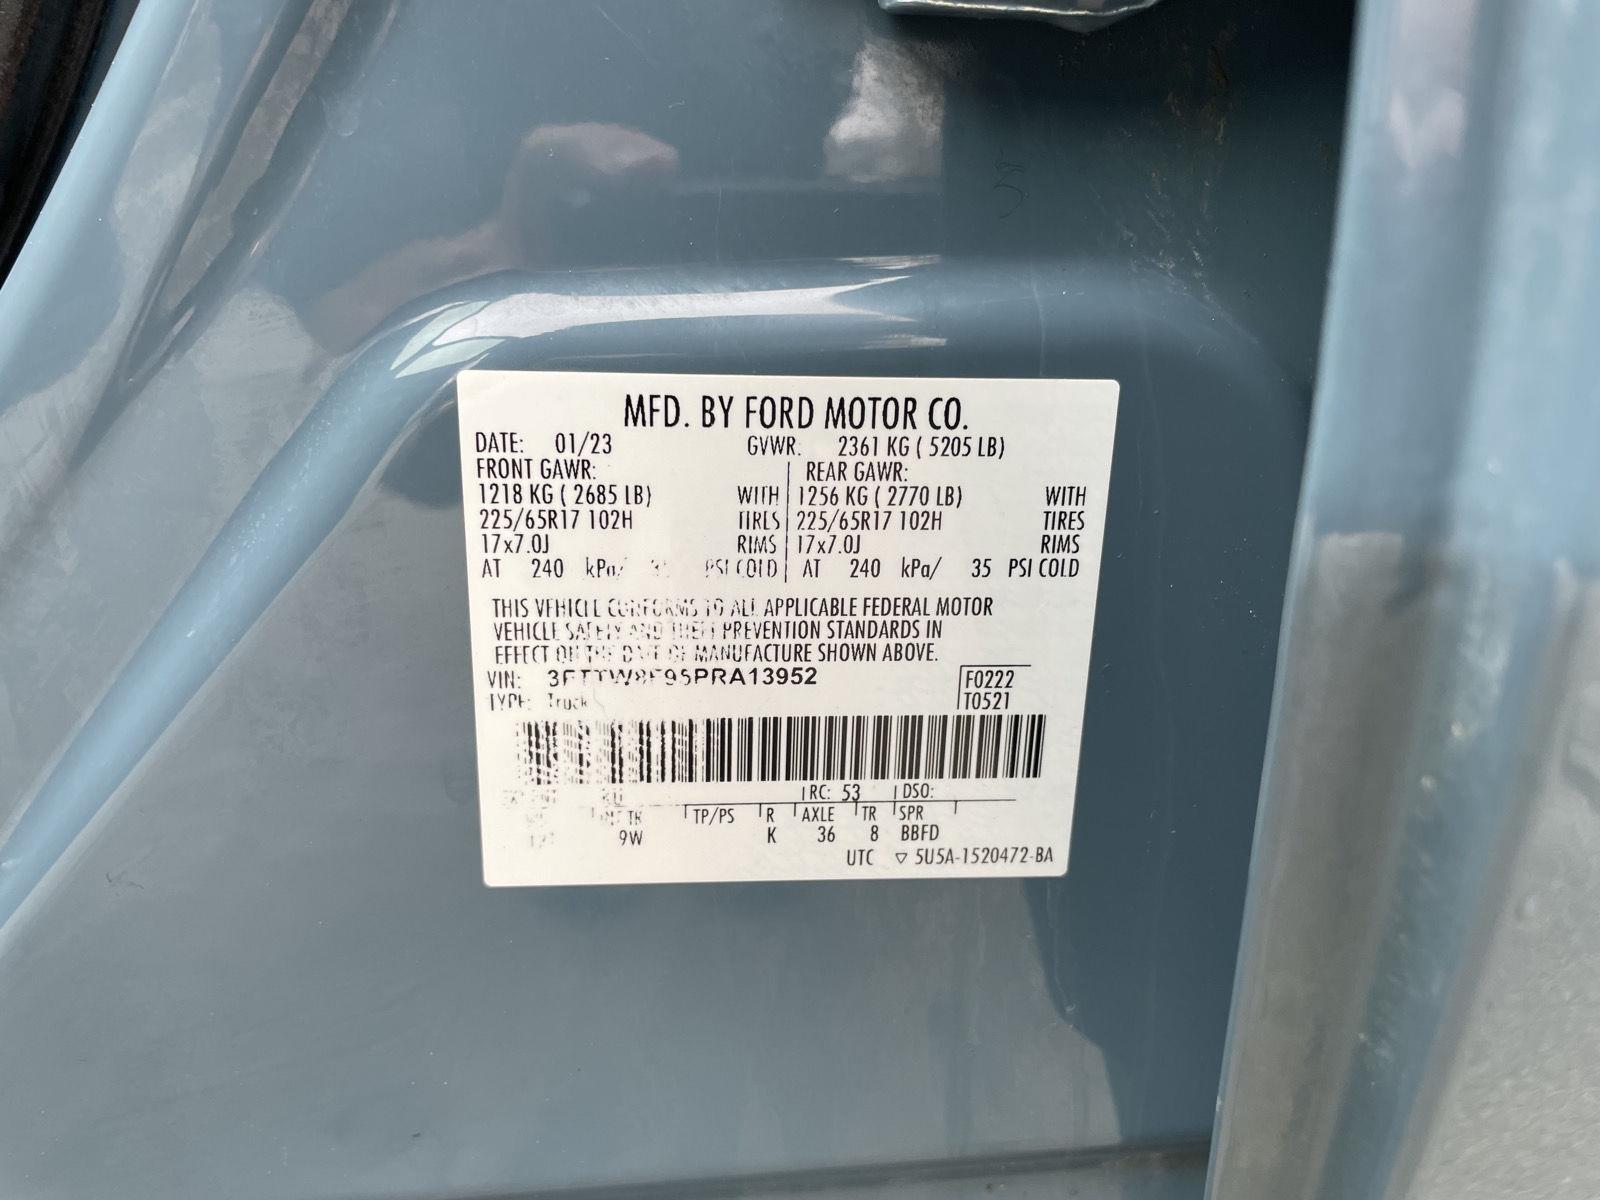 MFD. BY FORD MOTOR CO.
DATE: 01/23 GVWR: 2361 KG ( 5205 LB)
FRONT GAWR: REAR GAWR:
1218 KG ( 2685 LB) WITH 1256 KG ( 2770 LB) WITH
225/65R17 102H TIRES 225/65R17 102H TIRES
17x7.0J RIMS 17x7.0J RIMS
AT 240 kPa/ PSI COLD AT 240 kPa/ 35 PSI COLD
THIS VEHICLE CONFORMS TO ALL APPLICABLE FEDERAL MOTOR
VEHICLE SAFETY AND THEFT PREVENTION STANDARDS IN
EFFECT ON THE DATE OF MANUFACTURE SHOWN ABOVE.
VIN: F0222
TYPE: Truck T0521
RC: 53 DSO:
TP/PS R AXLE TR SPR
9W K 36 8 BBFD
UTC ▽ 5U5A-1520472-BA